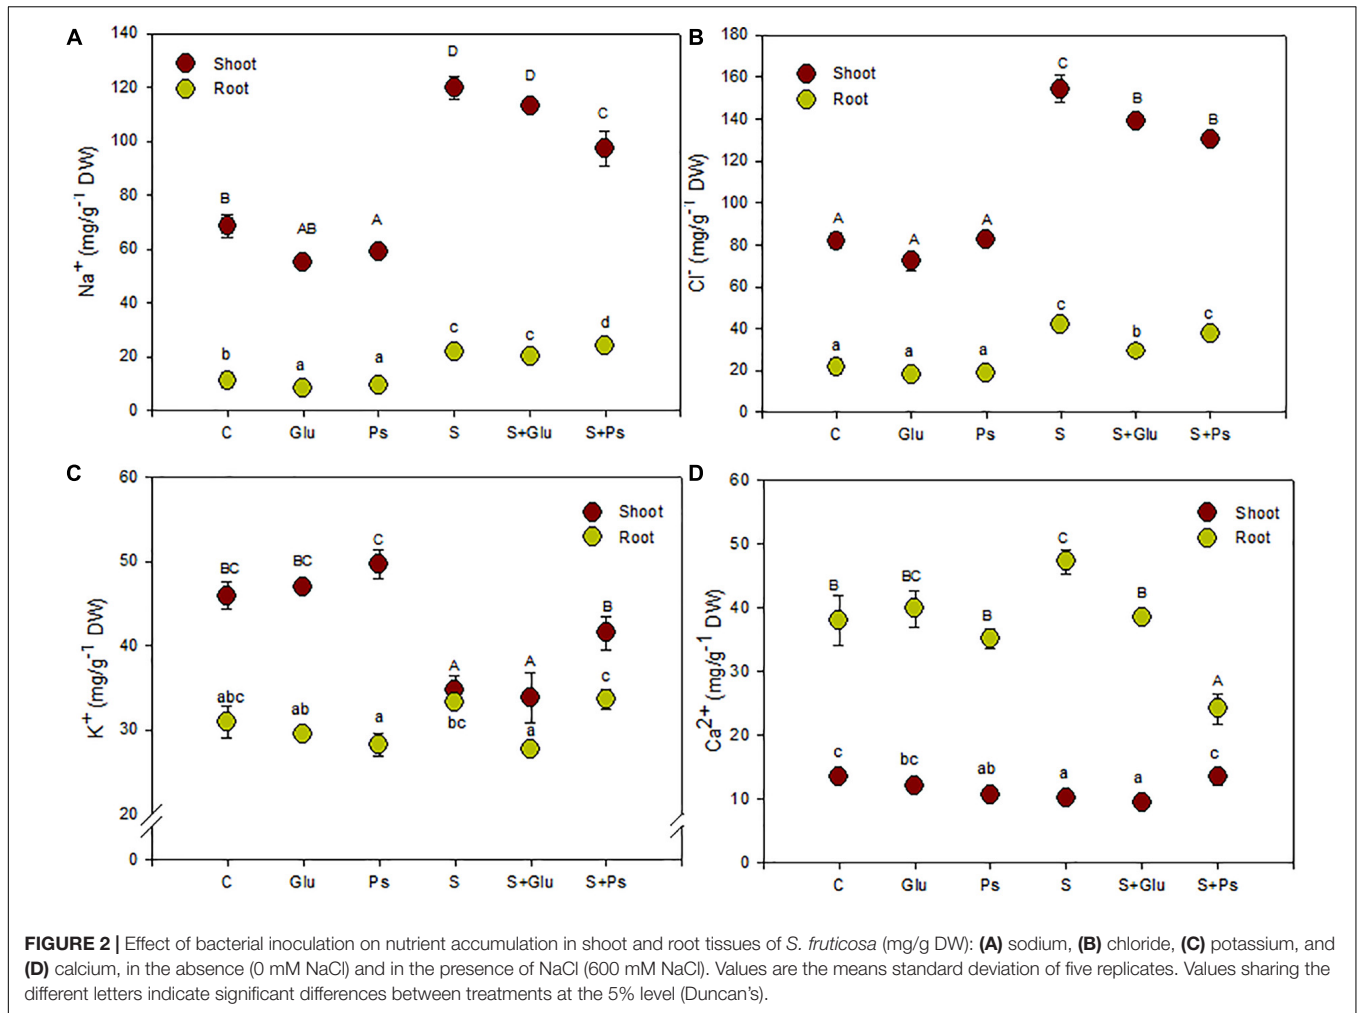 A
140
120
100
80
60
40
20
0
Na+ (mg/g-1 DW)
Shoot
Root
B
AB
A
D
D
C
b
a
a
c
c
d
C
Glu
Ps
S
S+Glu
S+Ps
B
180
160
140
120
100
80
60
40
20
0
Cl- (mg/g-1 DW)
Shoot
Root
A
A
A
C
B
B
a
a
a
c
b
c
C
Glu
Ps
S
S+Glu
S+Ps
C
60
50
40
30
20
0
K+ (mg/g-1 DW)
Shoot
Root
BC
BC
C
A
A
B
abc
ab
a
bc
a
c
C
Glu
Ps
S
S+Glu
S+Ps
D
60
50
40
30
20
10
0
Ca2+ (mg/g-1 DW)
Shoot
Root
B
BC
B
C
B
A
c
bc
ab
a
a
c
C
Glu
Ps
S
S+Glu
S+Ps
FIGURE 2 | Effect of bacterial inoculation on nutrient accumulation in shoot and root tissues of S. fruticosa (mg/g DW): (A) sodium, (B) chloride, (C) potassium, and
(D) calcium, in the absence (0 mM NaCl) and in the presence of NaCl (600 mM NaCl). Values are the means standard deviation of five replicates. Values sharing the
different letters indicate significant differences between treatments at the 5% level (Duncan's).